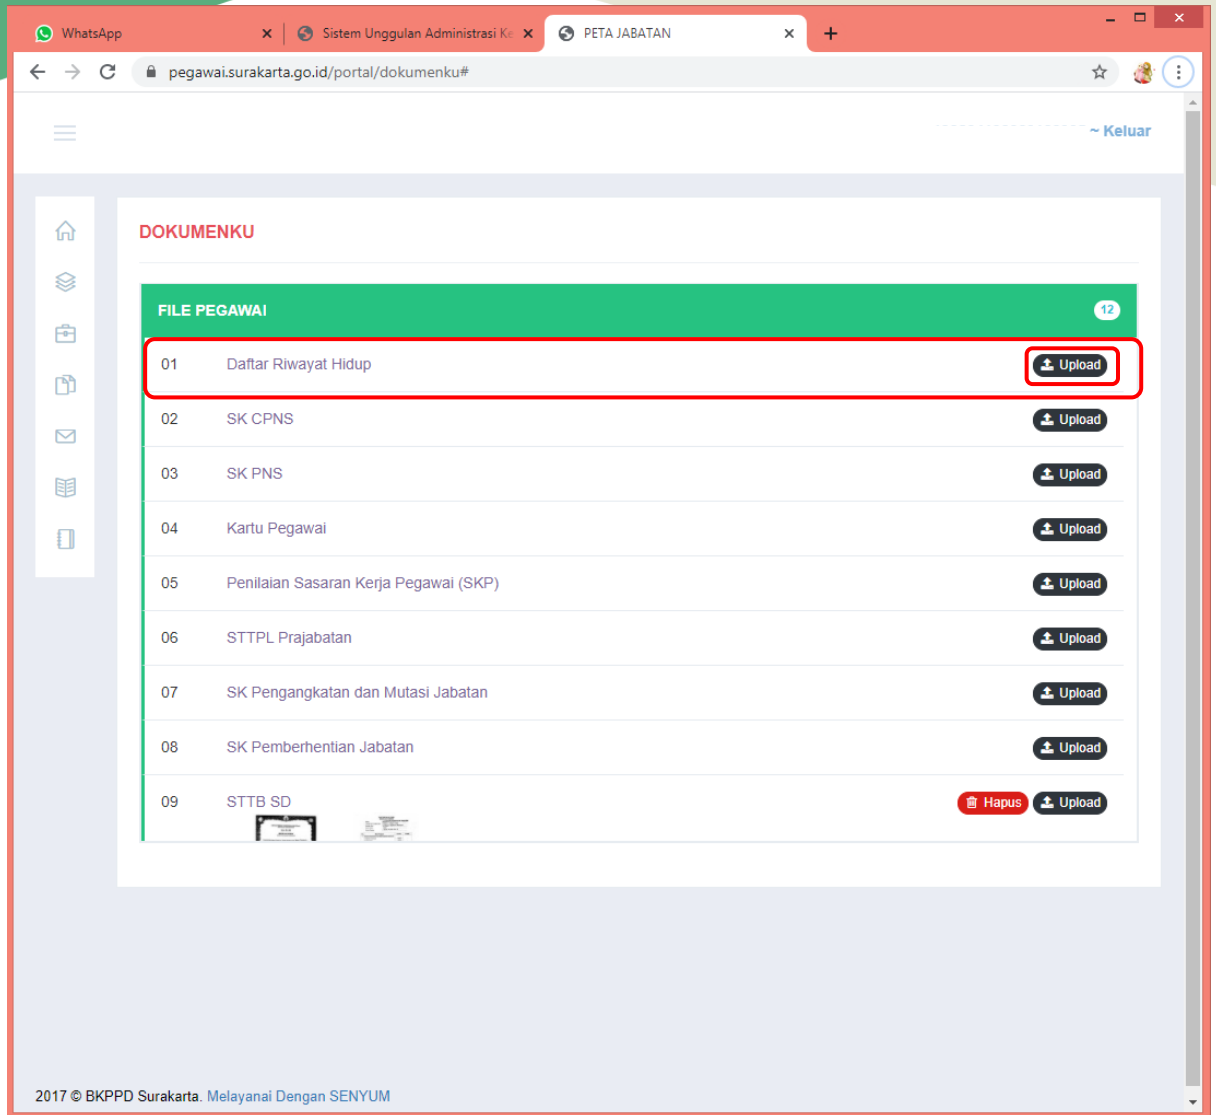 WhatsApp
Sistem Unggulan Administrasi Ke
PETA JABATAN
pegawai.surakarta.go.id/portal/dokumenku#
~ Keluar
DOKUMENKU
FILE PEGAWAI 12
01 Daftar Riwayat Hidup Upload
02 SK CPNS Upload
03 SK PNS Upload
04 Kartu Pegawai Upload
05 Penilaian Sasaran Kerja Pegawai (SKP) Upload
06 STTPL Prajabatan Upload
07 SK Pengangkatan dan Mutasi Jabatan Upload
08 SK Pemberhentian Jabatan Upload
09 STTB SD Hapus Upload
2017 © BKPPD Surakarta. Melayanai Dengan SENYUM